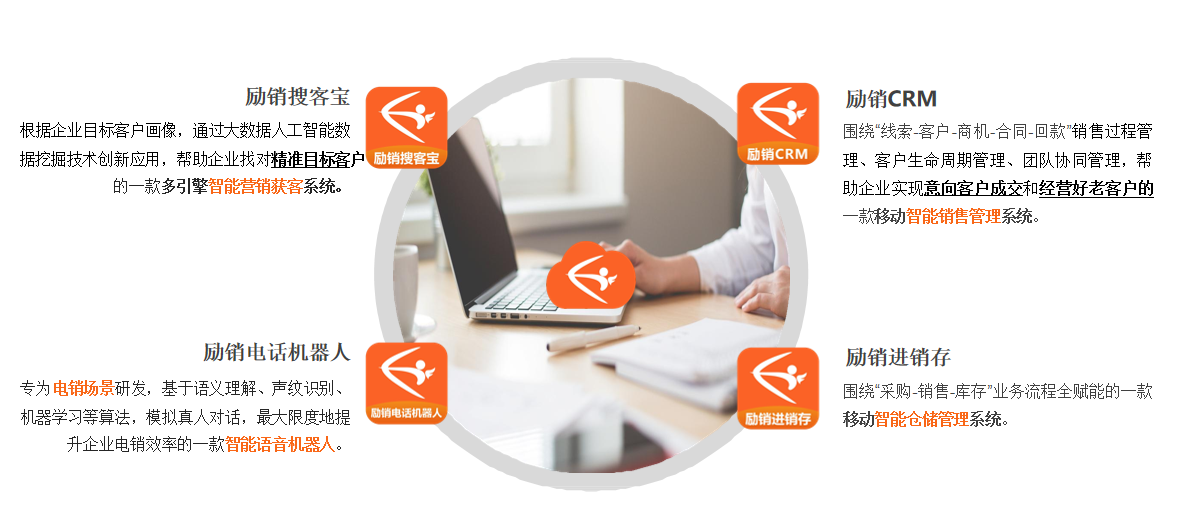 励销搜客宝
根据企业目标客户画像，通过大数据人工智能数
据挖掘技术创新应用，帮助企业找对精准目标客户
的一款多引擎智能营销获客系统。
励销搜客宝
励销CRM
励销CRM
围绕“线索-客户-商机-合同-回款”销售过程管
理、客户生命周期管理、团队协同管理，帮
助企业实现意向客户成交和经营好老客户的
一款移动智能销售管理系统。
励销电话机器人
专为电销场景研发，基于语义理解、声纹识别、
机器学习等算法，模拟真人对话，最大限度地提
升企业电销效率的一款智能语音机器人。
励销电话机器人
励销进销存
励销进销存
围绕“采购-销售-库存”业务流程全赋能的一款
移动智能仓储管理系统。